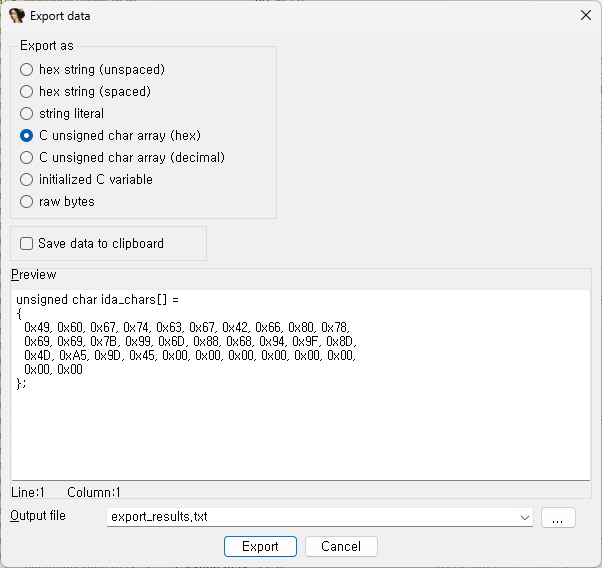 Export data
Export as
hex string (unspaced)
hex string (spaced)
string literal
C unsigned char array (hex)
C unsigned char array (decimal)
initialized C variable
raw bytes
Save data to clipboard
Preview
unsigned char ida_chars[] =
{
  0x49, 0x60, 0x67, 0x74, 0x63, 0x67, 0x42, 0x66, 0x80, 0x78,
  0x69, 0x69, 0x7B, 0x99, 0x6D, 0x88, 0x68, 0x94, 0x9F, 0x8D,
  0x4D, 0xA5, 0x9D, 0x45, 0x00, 0x00, 0x00, 0x00, 0x00, 0x00,
  0x00, 0x00
};
Line:1 Column:1
Output file
export_results.txt
...
Export
Cancel